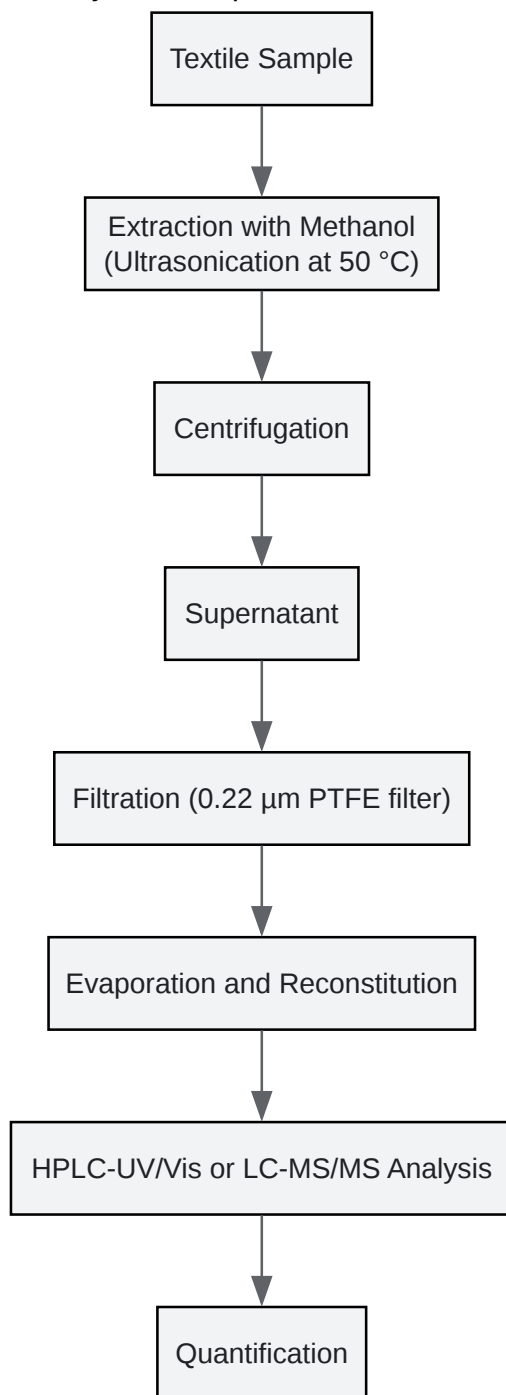 Textile Sample
Extraction with Methanol
(Ultrasonication at 50 °C)
Centrifugation
Supernatant
Filtration (0.22 µm PTFE filter)
Evaporation and Reconstitution
HPLC-UV/Vis or LC-MS/MS Analysis
Quantification